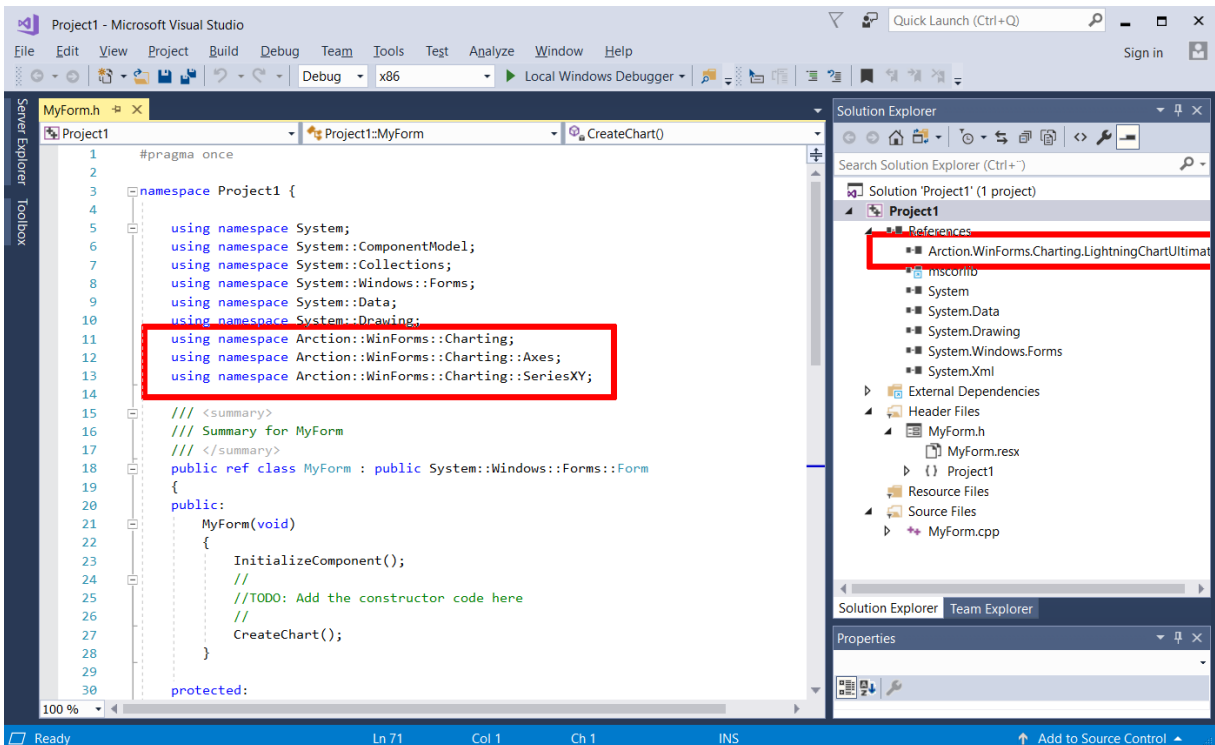 Project1 - Microsoft Visual Studio
Quick Launch (Ctrl+Q)
File Edit View Project Build Debug Team Tools Test Analyze Window Help
Sign in
Debug x86 Local Windows Debugger
Server Explorer
Toolbox
MyForm.h
Project1 Project1::MyForm CreateChart()
1 #pragma once
2
3 namespace Project1 {
4
5 using namespace System;
6 using namespace System::ComponentModel;
7 using namespace System::Collections;
8 using namespace System::Windows::Forms;
9 using namespace System::Data;
10 using namespace System::Drawing;
11 using namespace Arction::WinForms::Charting;
12 using namespace Arction::WinForms::Charting::Axes;
13 using namespace Arction::WinForms::Charting::SeriesXY;
14
15 /// <summary>
16 /// Summary for MyForm
17 /// </summary>
18 public ref class MyForm : public System::Windows::Forms::Form
19 {
20 public:
21 MyForm(void)
22 {
23 InitializeComponent();
24 //
25 //TODO: Add the constructor code here
26 //
27 CreateChart();
28 }
29
30 protected:
100 %
Solution Explorer
Search Solution Explorer (Ctrl+¨)
Solution 'Project1' (1 project)
Project1
References
Arction.WinForms.Charting.LightningChartUltimat
mscorlib
System
System.Data
System.Drawing
System.Windows.Forms
System.Xml
External Dependencies
Header Files
MyForm.h
MyForm.resx
{} Project1
Resource Files
Source Files
++ MyForm.cpp
Solution Explorer Team Explorer
Properties
Ready Ln 71 Col 1 Ch 1 INS Add to Source Control